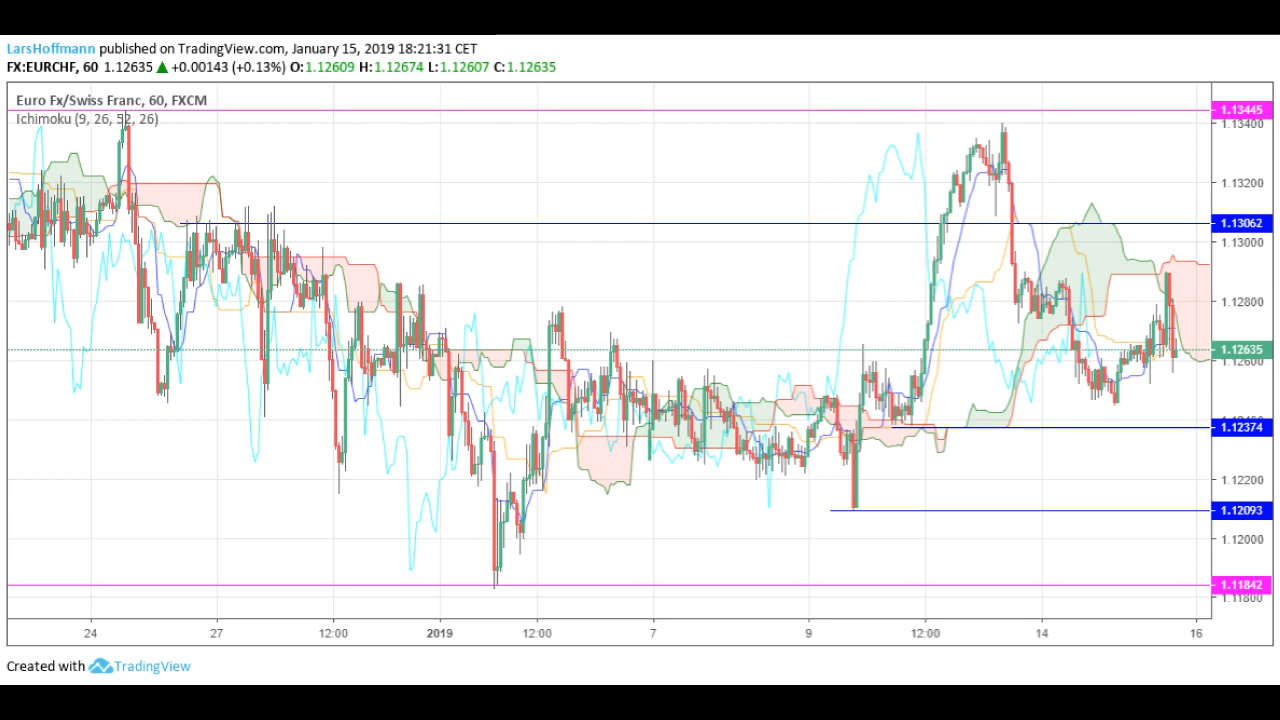 LarsHoffmann published on TradingView.com, January 15, 2019 18:21:31 CET
FX:EURCHF, 60 1.12635 ▲ +0.00143 (+0.13%) O:1.12609 H:1.12674 L:1.12607 C:1.12635
Euro Fx/Swiss Franc, 60, FXCM
Ichimoku (9, 26, 52, 26)
1.13445
1.13400
1.13200
1.13062
1.13000
1.12800
1.12635
1.12600
1.12374
1.12200
1.12093
1.12000
1.11842
1.11800
24 27 12:00 2019 12:00 7 9 12:00 14 16
Created with TradingView